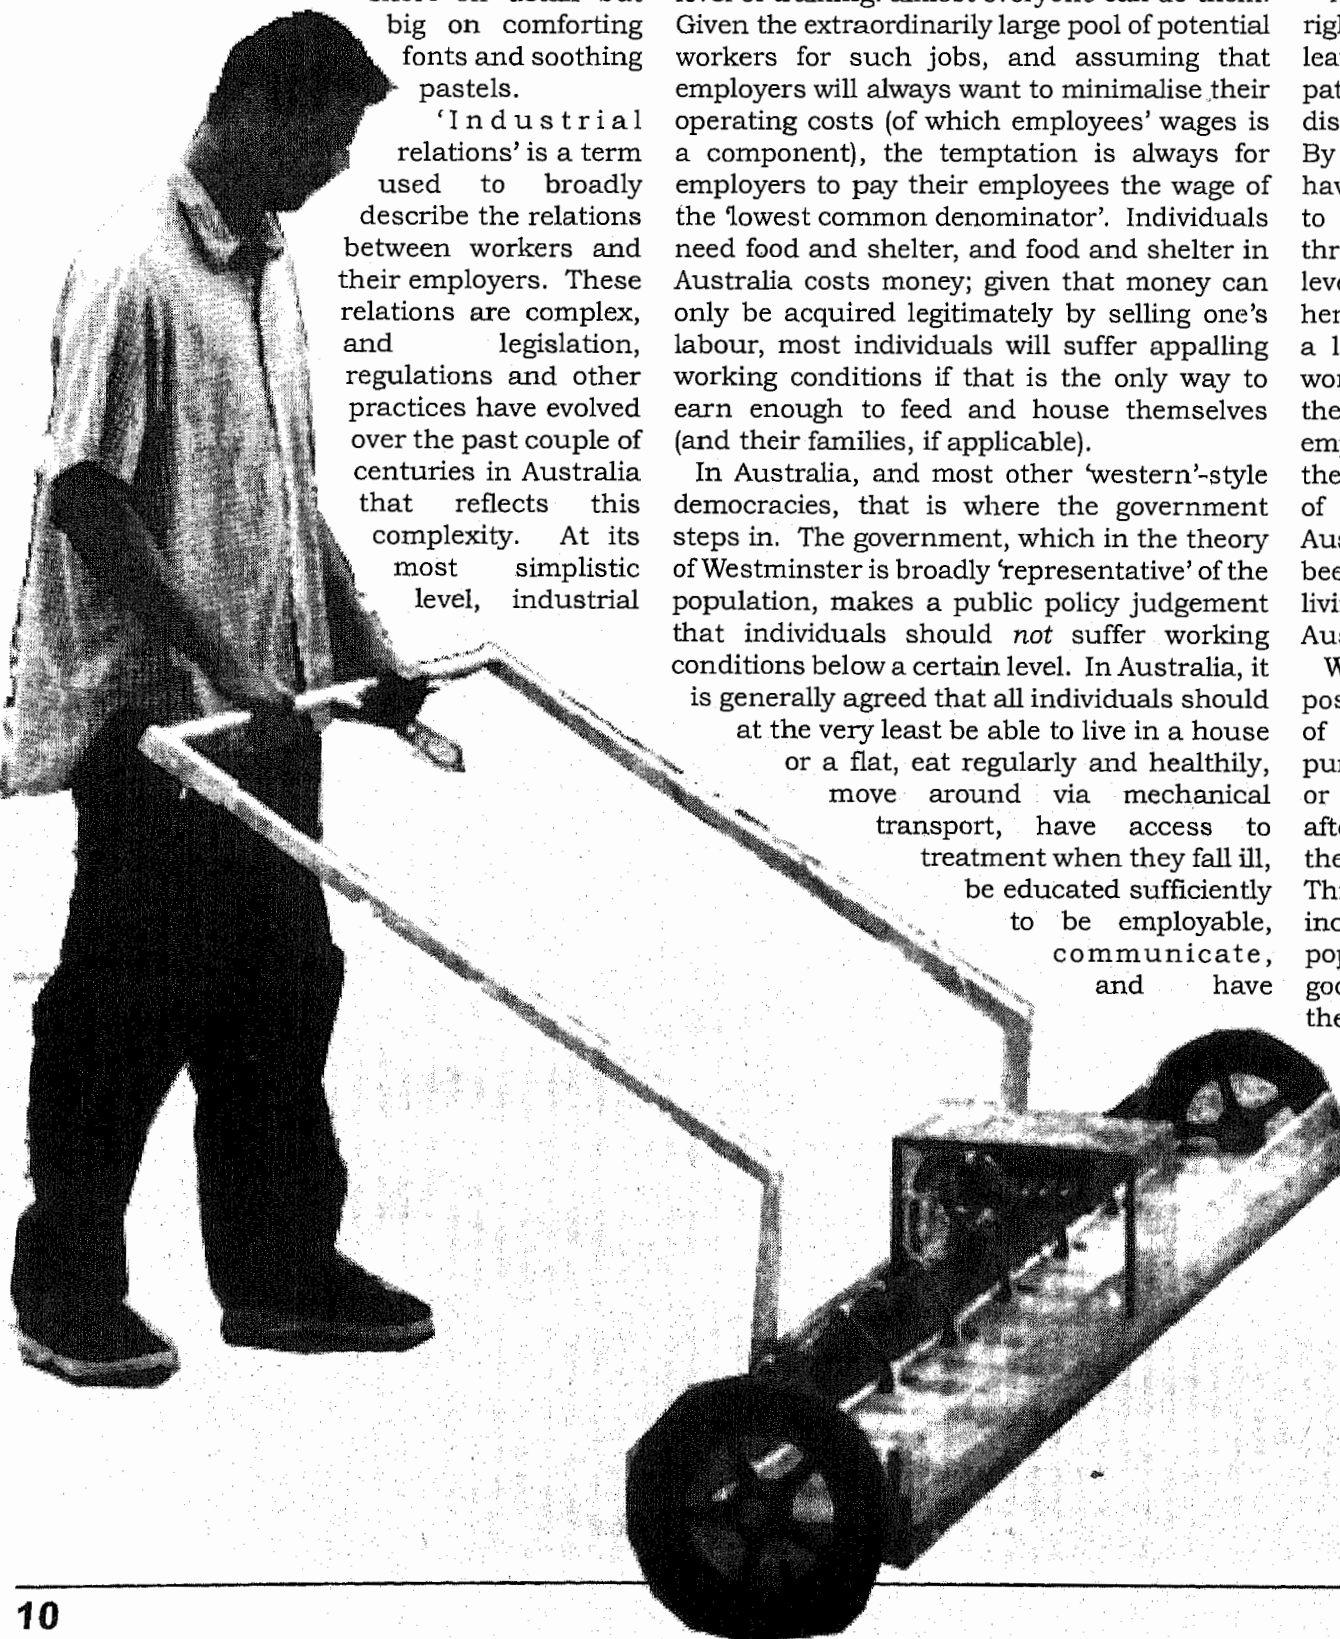 big on comforting
fonts and soothing
pastels.
'Industrial
relations' is a term
used to broadly
describe the relations
between workers and
their employers. These
relations are complex,
and legislation,
regulations and other
practices have evolved
over the past couple of
centuries in Australia
that reflects this
complexity. At its
most simplistic
level, industrial
Given the extraordinarily large pool of potential
workers for such jobs, and assuming that
employers will always want to minimalise their
operating costs (of which employees' wages is
a component), the temptation is always for
employers to pay their employees the wage of
the 'lowest common denominator'. Individuals
need food and shelter, and food and shelter in
Australia costs money; given that money can
only be acquired legitimately by selling one's
labour, most individuals will suffer appalling
working conditions if that is the only way to
earn enough to feed and house themselves
(and their families, if applicable).
In Australia, and most other 'western'-style
democracies, that is where the government
steps in. The government, which in the theory
of Westminster is broadly 'representative' of the
population, makes a public policy judgement
that individuals should not suffer working
conditions below a certain level. In Australia, it
is generally agreed that all individuals should
at the very least be able to live in a house
or a flat, eat regularly and healthily,
move around via mechanical
transport, have access to
treatment when they fall ill,
be educated sufficiently
to be employable,
communicate,
and have
By
to
a
of
of
or
10